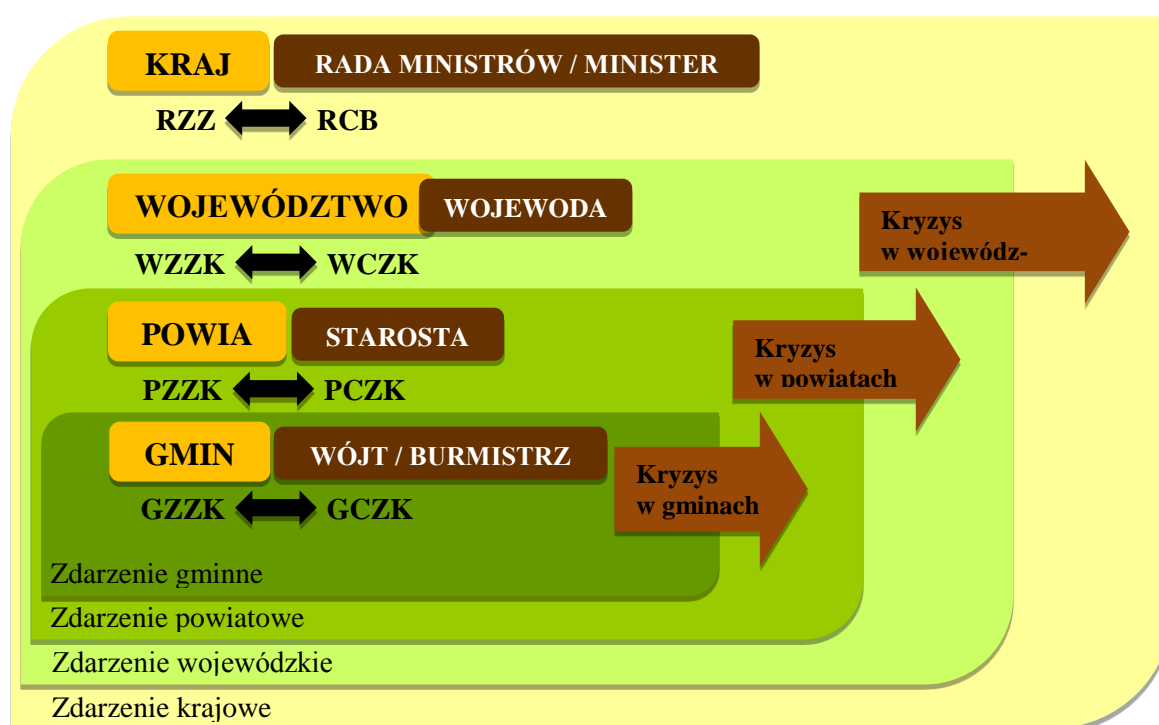 KRAJ RADA MINISTRÓW / MINISTER
RZZ RCB
WOJEWÓDZTWO WOJEWODA
WZZK WCZK
Kryzys
w wojewódz-
POWIA STAROSTA
PZZK PCZK
Kryzys
w powiatach
GMIN WÓJT / BURMISTRZ
GZZK GCZK
Kryzys
w gminach
Zdarzenie gminne
Zdarzenie powiatowe
Zdarzenie wojewódzkie
Zdarzenie krajowe